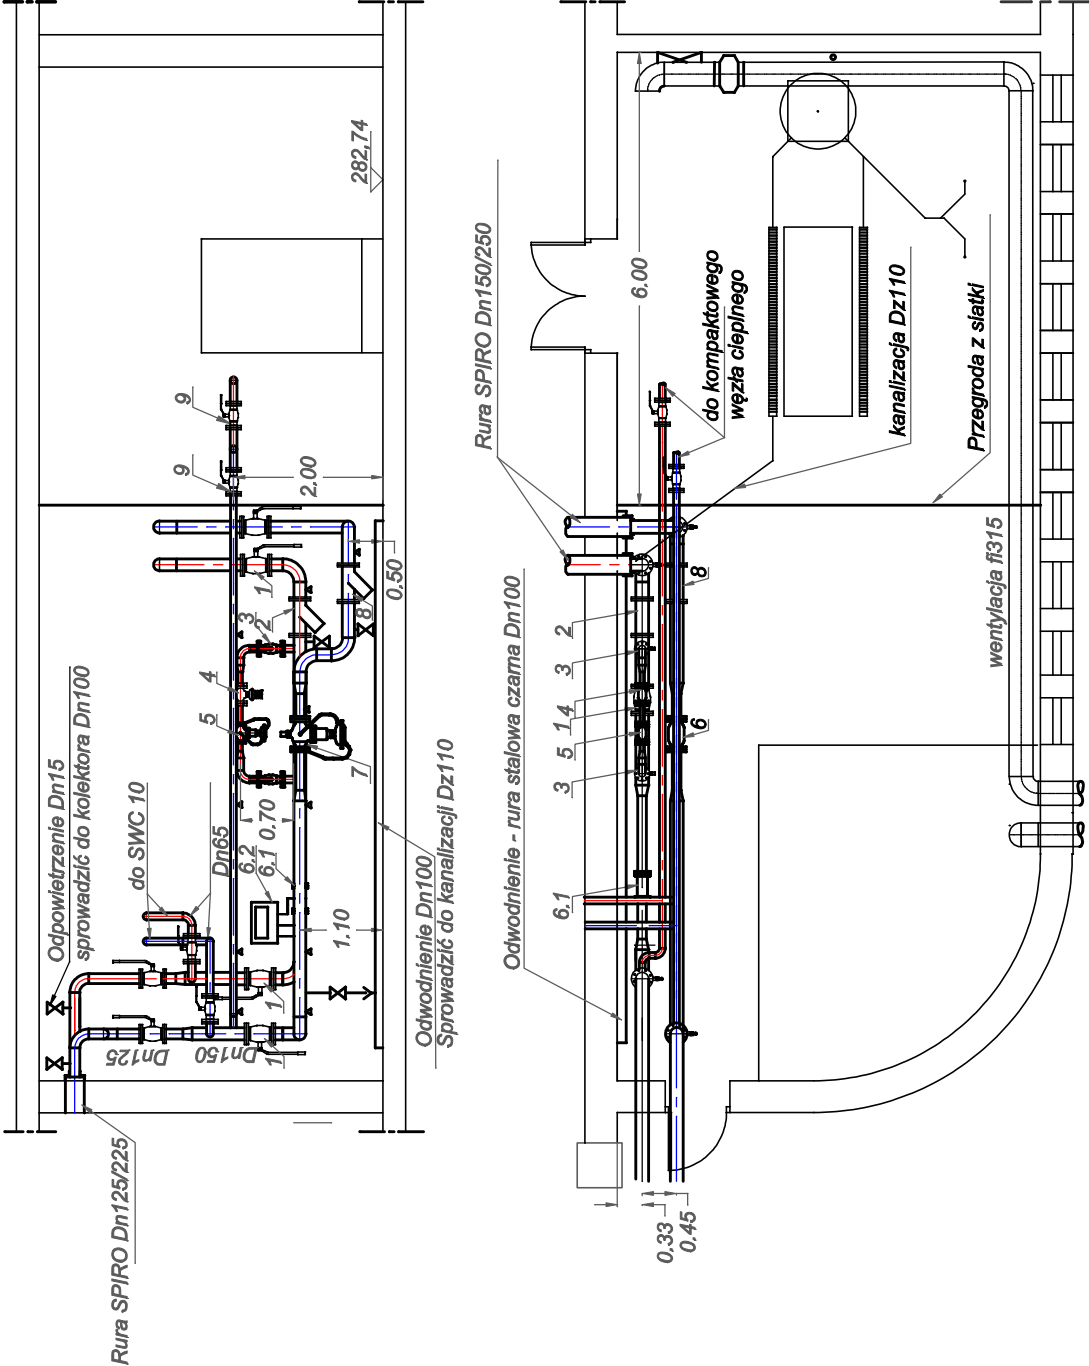 282,74
9
9
2,00
1
3
2
8
0,50
4
5
7
Odpowietrzenie Dn15
sprowadzić do kolektora Dn100
do SWC 10
Dn65
6,2
6,1
0,70
1,10
1
1
Dn125
Dn150
Odwodnienie Dn100
Sprowadzić do kanalizacji Dz110
Rura SPIRO Dn125/225
Rura SPIRO Dn150/250
6,00
do kompaktowego
węzła cieplnego
kanalizacja Dz110
Przegroda z siatki
wentylacja fi315
Odwodnienie - rura stalowa czarna Dn100
2
3
1 4
5
3
6,1
8
6
0,33
0,45